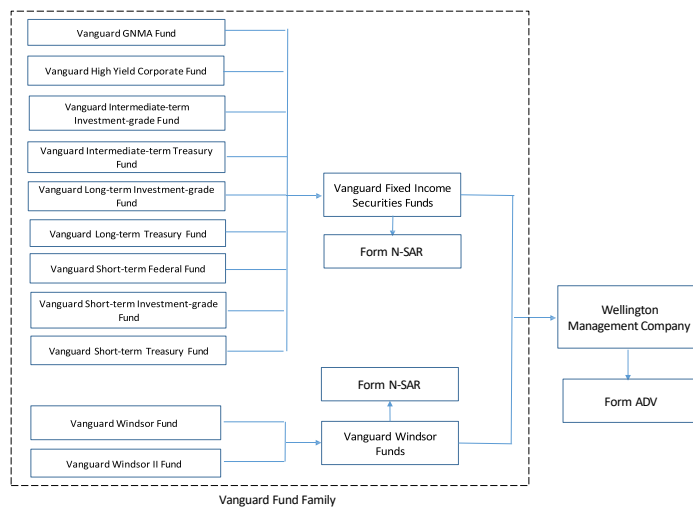 Vanguard GNMA Fund
Vanguard High Yield Corporate Fund
Vanguard Intermediate-term
Investment-grade Fund
Vanguard Intermediate-term Treasury
Fund
Vanguard Long-term Investment-grade
Fund
Vanguard Long-term Treasury Fund
Vanguard Short-term Federal Fund
Vanguard Short-term Investment-grade
Fund
Vanguard Short-term Treasury Fund
Vanguard Windsor Fund
Vanguard Windsor II Fund
Vanguard Fixed Income
Securities Funds
Form N-SAR
Form N-SAR
Vanguard Windsor
Funds
Wellington
Management Company
Form ADV
Vanguard Fund Family